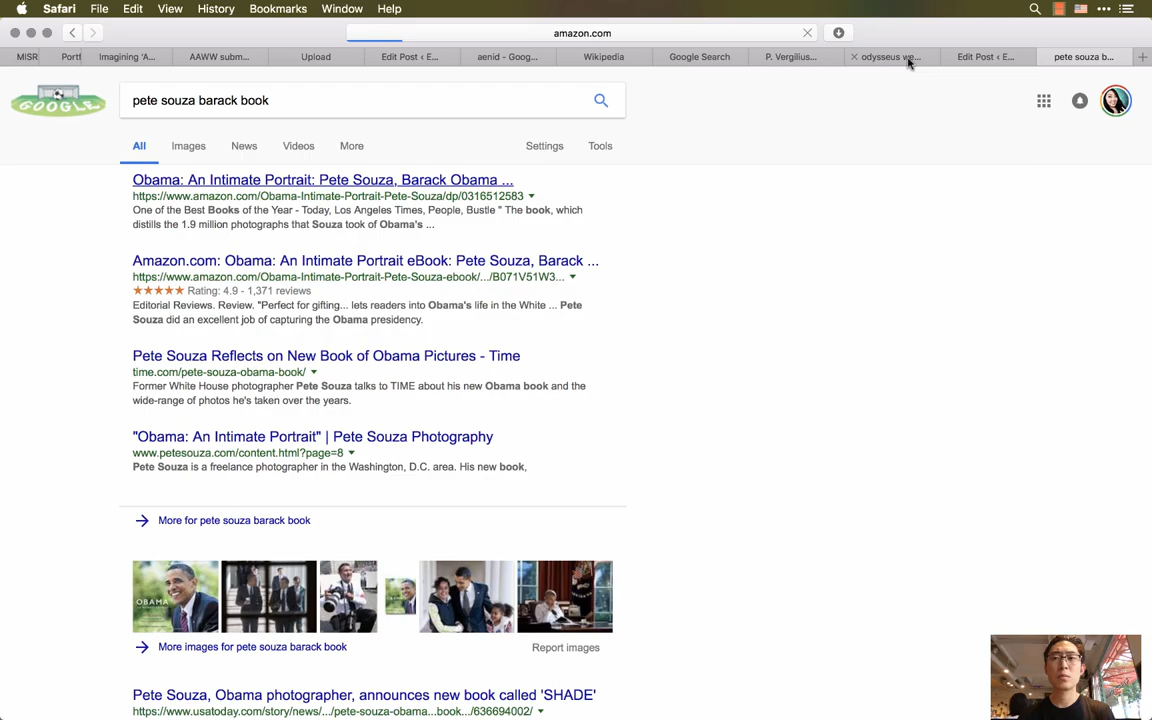 Safari File Edit View History Bookmarks Window Help
amazon.com
MISR Portf Imagining 'A... AAWW subm... Upload Edit Post ‹ E... aenid - Goog... Wikipedia Google Search P. Vergilius... odysseus we... Edit Post ‹ E... pete souza b...
GOOGLE
pete souza barack book
All Images News Videos More Settings Tools
Obama: An Intimate Portrait: Pete Souza, Barack Obama ...
https://www.amazon.com/Obama-Intimate-Portrait-Pete-Souza/dp/0316512583
One of the Best Books of the Year - Today, Los Angeles Times, People, Bustle " The book, which
distills the 1.9 million photographs that Souza took of Obama's ...
Amazon.com: Obama: An Intimate Portrait eBook: Pete Souza, Barack ...
https://www.amazon.com/Obama-Intimate-Portrait-Pete-Souza-ebook/.../B071V51W3...
Rating: 4.9 - 1,371 reviews
Editorial Reviews. Review. "Perfect for gifting... lets readers into Obama's life in the White ... Pete
Souza did an excellent job of capturing the Obama presidency.
Pete Souza Reflects on New Book of Obama Pictures - Time
time.com/pete-souza-obama-book/
Former White House photographer Pete Souza talks to TIME about his new Obama book and the
wide-range of photos he's taken over the years.
"Obama: An Intimate Portrait" | Pete Souza Photography
www.petesouza.com/content.html?page=8
Pete Souza is a freelance photographer in the Washington, D.C. area. His new book,
More for pete souza barack book
OBAMA
More images for pete souza barack book Report images
Pete Souza, Obama photographer, announces new book called 'SHADE'
https://www.usatoday.com/story/news/.../pete-souza-obama...book.../636694002/